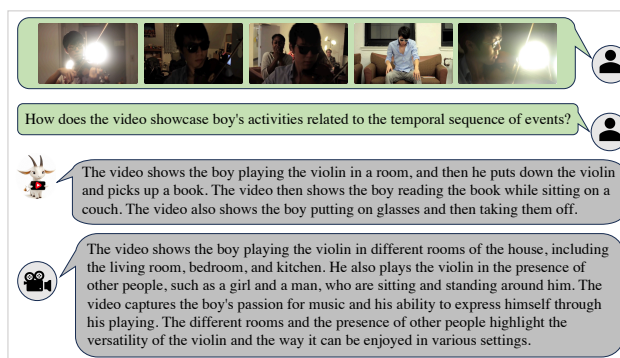 How does the video showcase boy's activities related to the temporal sequence of events?
The video shows the boy playing the violin in a room, and then he puts down the violin
and picks up a book. The video then shows the boy reading the book while sitting on a
couch. The video also shows the boy putting on glasses and then taking them off.
The video shows the boy playing the violin in different rooms of the house, including
the living room, bedroom, and kitchen. He also plays the violin in the presence of
other people, such as a girl and a man, who are sitting and standing around him. The
video captures the boy's passion for music and his ability to express himself through
his playing. The different rooms and the presence of other people highlight the
versatility of the violin and the way it can be enjoyed in various settings.